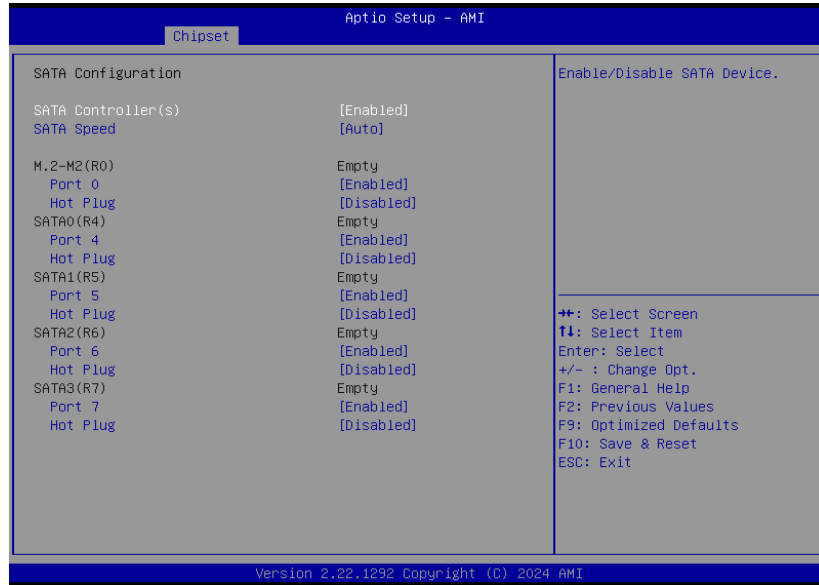 Aptio Setup – AMI
Chipset
SATA Configuration
SATA Controller(s) [Enabled]
SATA Speed [Auto]
M.2-M2(R0) Empty
Port 0 [Enabled]
Hot Plug [Disabled]
SATA0(R4) Empty
Port 4 [Enabled]
Hot Plug [Disabled]
SATA1(R5) Empty
Port 5 [Enabled]
Hot Plug [Disabled]
SATA2(R6) Empty
Port 6 [Enabled]
Hot Plug [Disabled]
SATA3(R7) Empty
Port 7 [Enabled]
Hot Plug [Disabled]
Enable/Disable SATA Device.
→←: Select Screen
↑↓: Select Item
Enter: Select
+/- : Change Opt.
F1: General Help
F2: Previous Values
F9: Optimized Defaults
F10: Save & Reset
ESC: Exit
Version 2.22.1292 Copyright (C) 2024 AMI